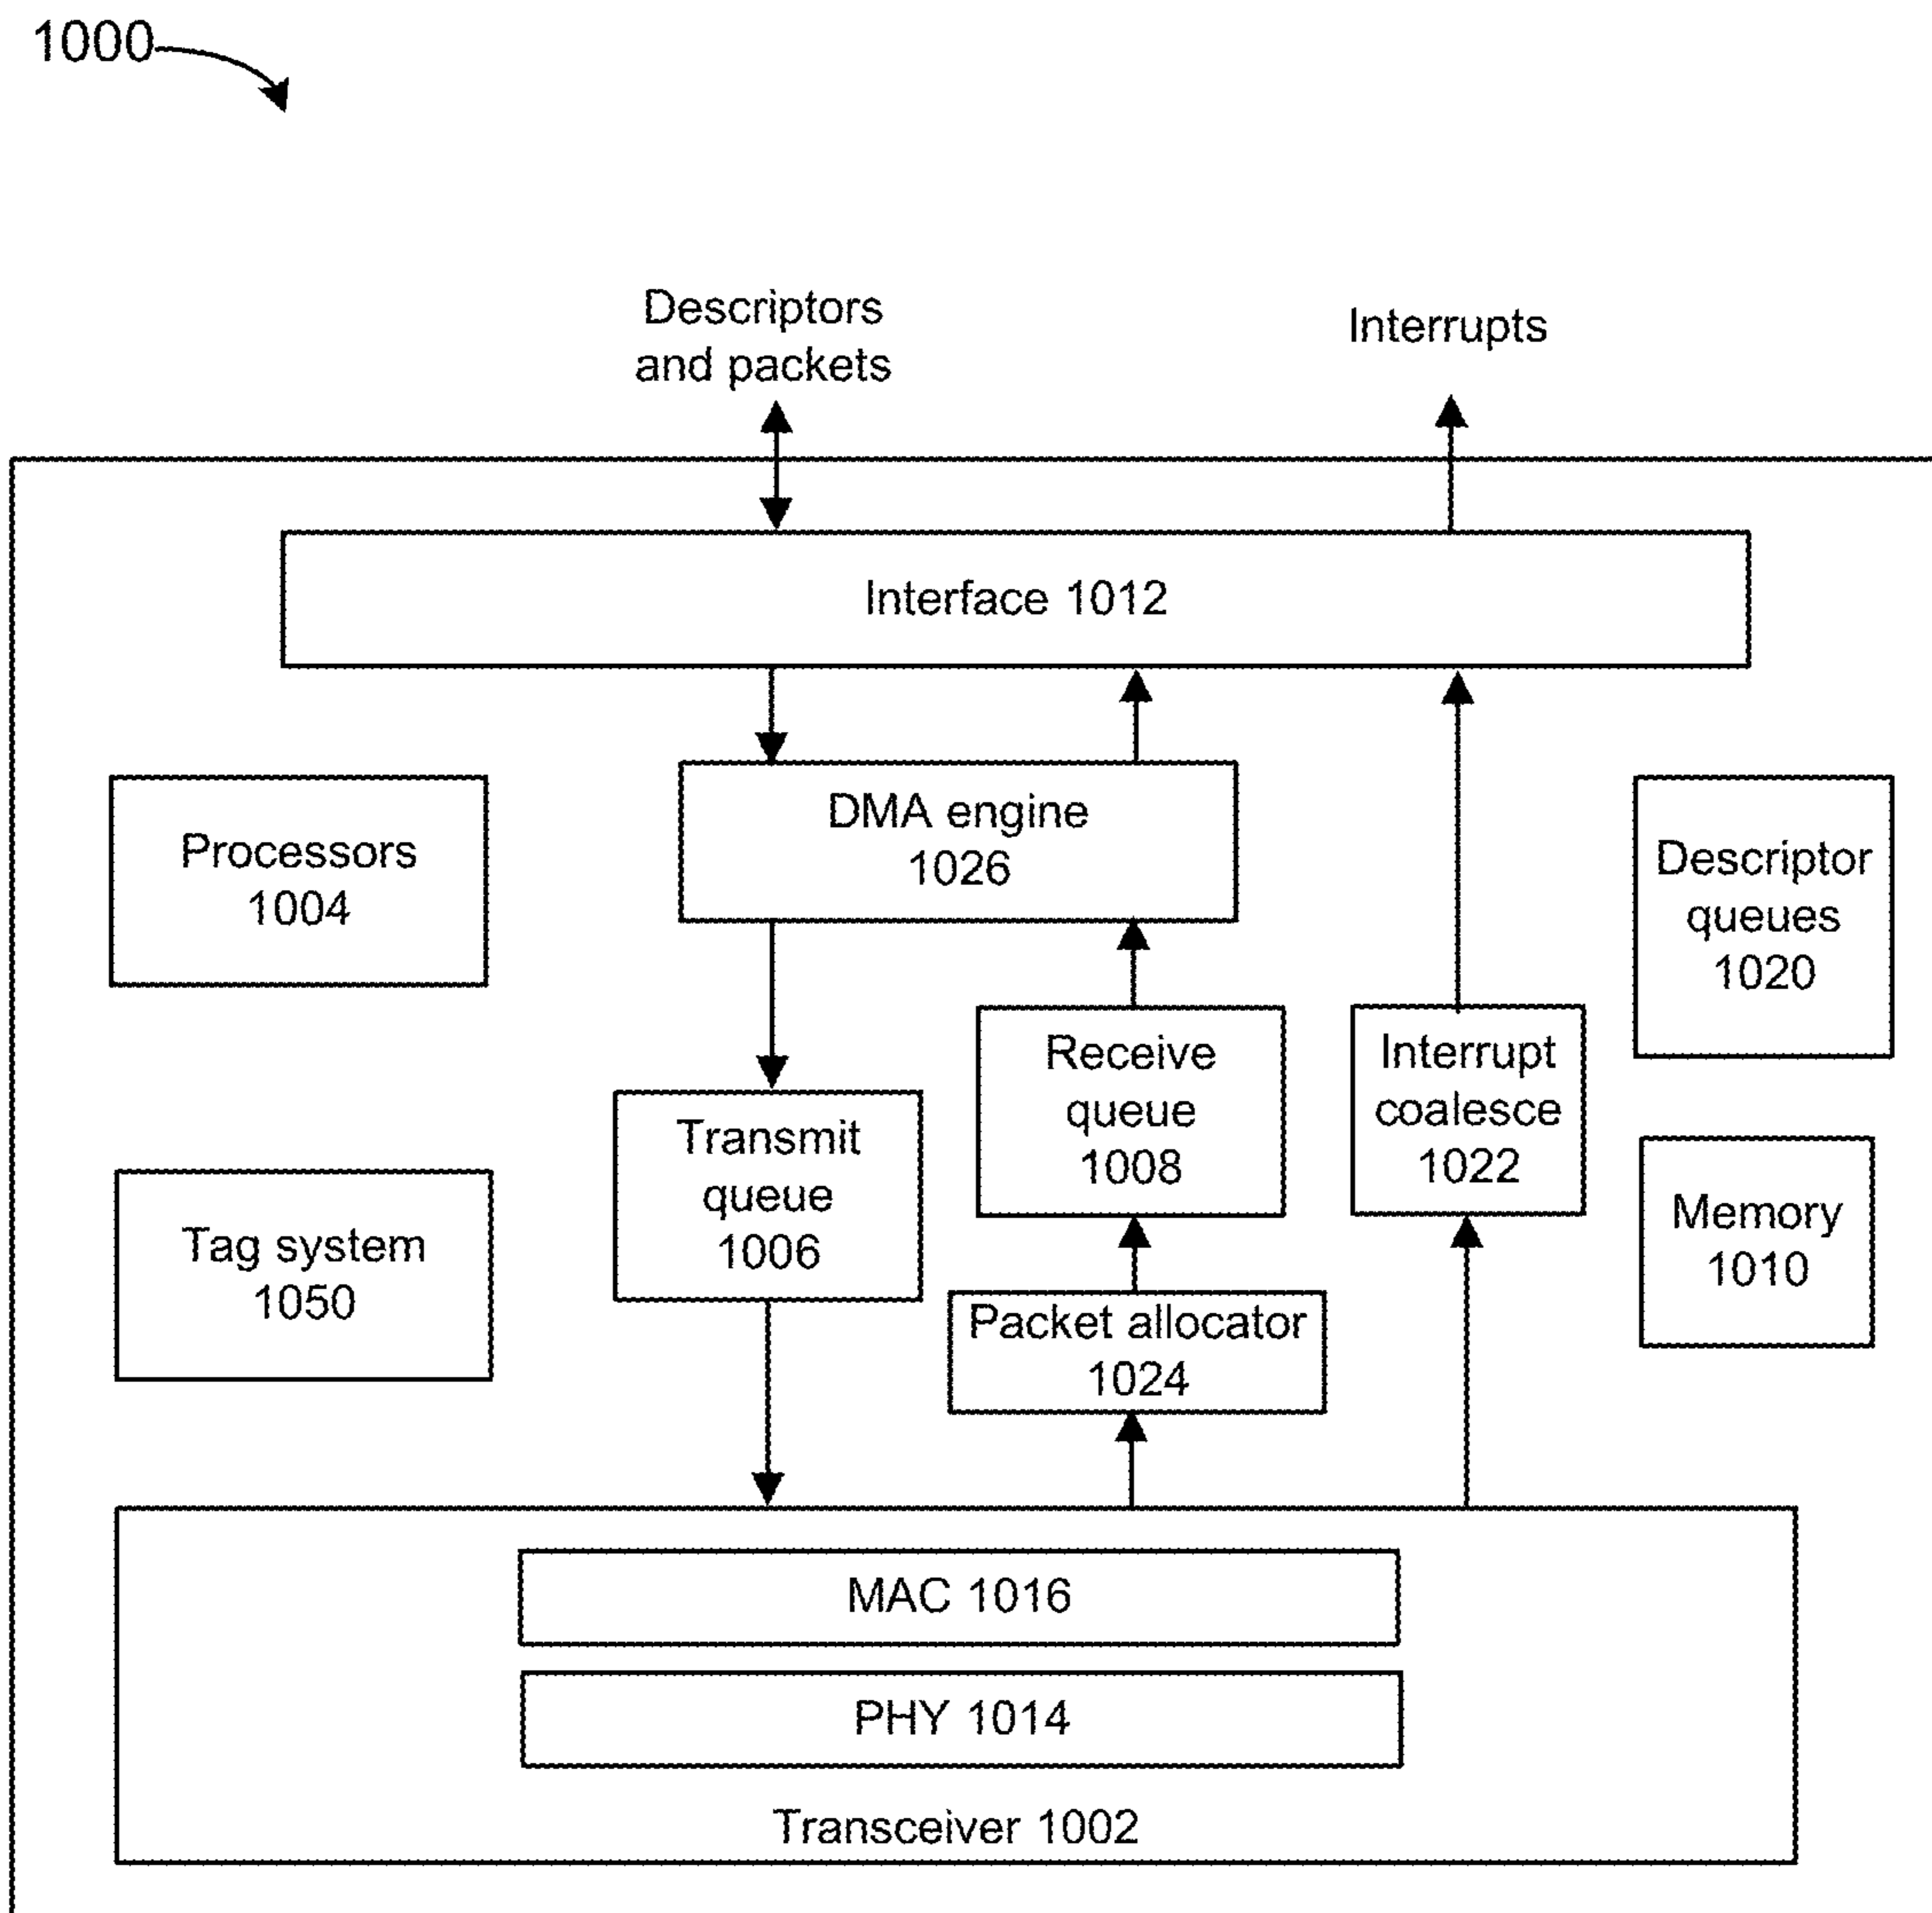 1000
Descriptors
and packets
Interrupts
Interface 1012
DMA engine
1026
Processors
1004
Descriptor
queues
1020
Receive
queue
1008
Interrupt
coalesce
1022
Transmit
queue
1006
Tag system
1050
Memory
1010
Packet allocator
1024
MAC 1016
PHY 1014
Transceiver 1002